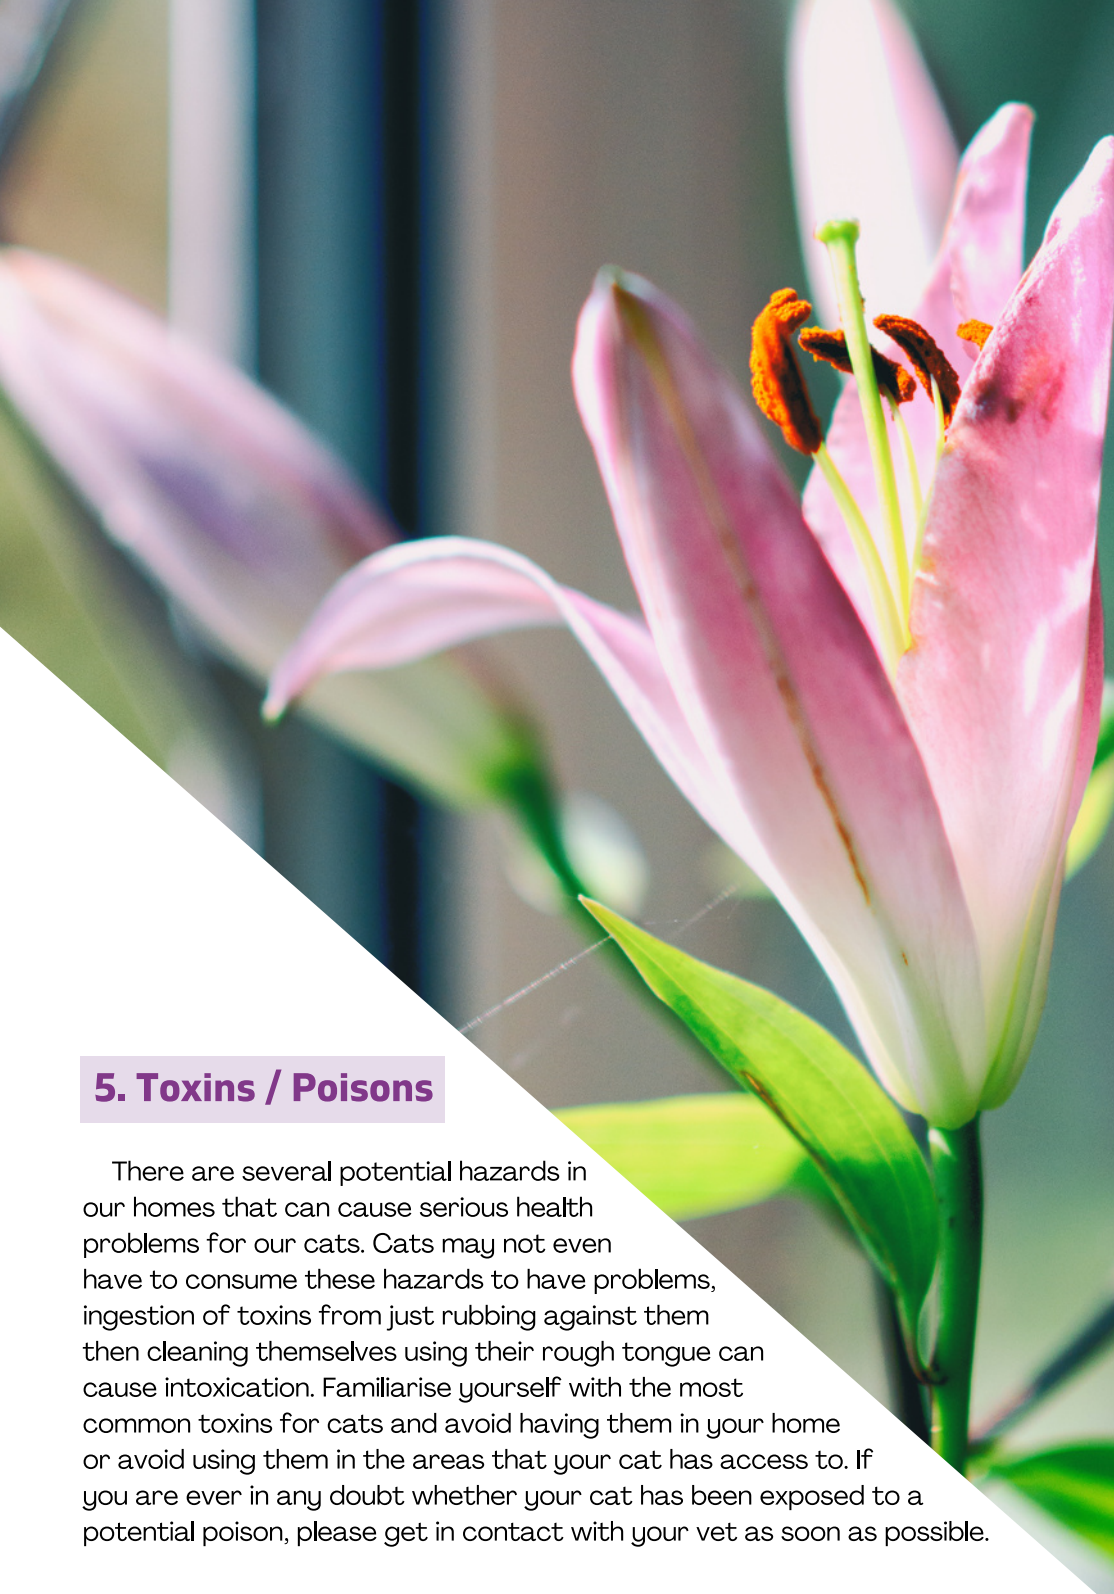 5. Toxins / Poisons
There are several potential hazards in
our homes that can cause serious health
problems for our cats. Cats may not even
have to consume these hazards to have problems,
ingestion of toxins from just rubbing against them
then cleaning themselves using their rough tongue can
cause intoxication. Familiarise yourself with the most
common toxins for cats and avoid having them in your home
or avoid using them in the areas that your cat has access to. If
you are ever in any doubt whether your cat has been exposed to a
potential poison, please get in contact with your vet as soon as possible.